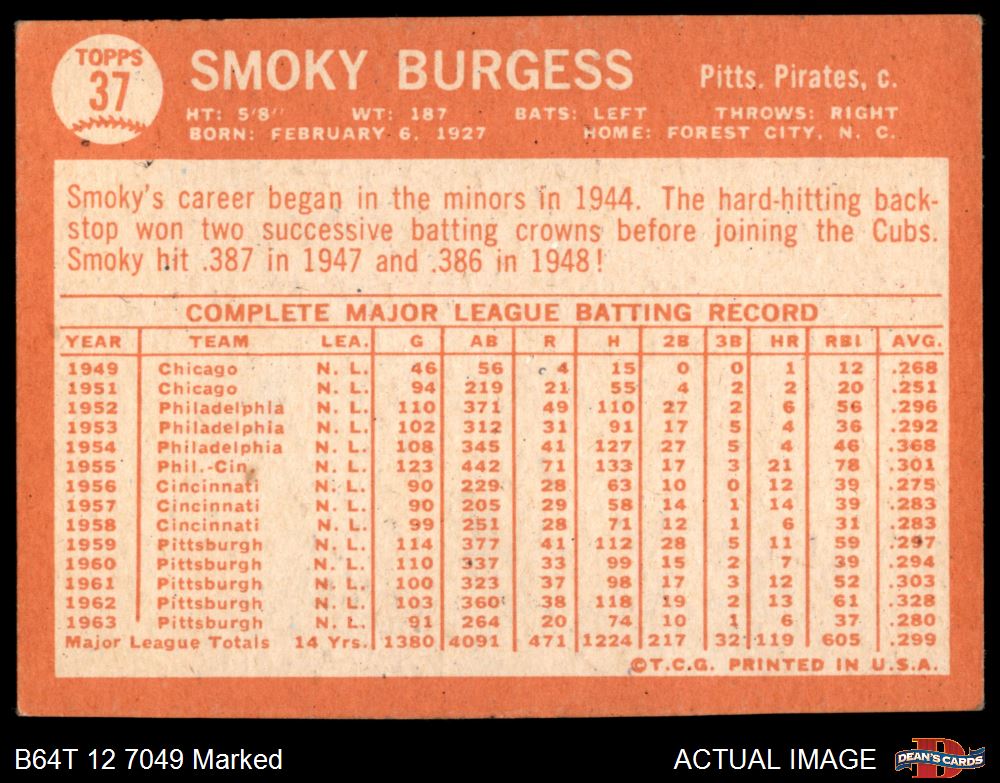 TOPPS
37
SMOKY BURGESS
Pitts. Pirates, c.
HT: 5'8" WT: 187 BATS: LEFT THROWS: RIGHT
BORN: FEBRUARY 6, 1927 HOME: FOREST CITY, N. C.
Smoky's career began in the minors in 1944. The hard-hitting back-
stop won two successive batting crowns before joining the Cubs.
Smoky hit .387 in 1947 and .386 in 1948!
COMPLETE MAJOR LEAGUE BATTING RECORD
YEAR TEAM LEA. G AB R H 2B 3B HR RBI AVG.
1949 Chicago N. L. 46 56 4 15 0 0 1 12 .268
1951 Chicago N. L. 94 219 21 55 4 2 2 20 .251
1952 Philadelphia N. L. 110 371 49 110 27 2 6 56 .296
1953 Philadelphia N. L. 102 312 31 91 17 5 4 36 .292
1954 Philadelphia N. L. 108 345 41 127 27 5 4 46 .368
1955 Phil.-Cin. N. L. 123 442 71 133 17 3 21 78 .301
1956 Cincinnati N. L. 90 229 28 63 10 0 12 39 .275
1957 Cincinnati N. L. 90 205 29 58 14 1 14 39 .283
1958 Cincinnati N. L. 99 251 28 71 12 1 6 31 .283
1959 Pittsburgh N. L. 114 377 41 112 28 5 11 59 .297
1960 Pittsburgh N. L. 110 337 33 99 15 2 7 39 .294
1961 Pittsburgh N. L. 100 323 37 98 17 3 12 52 .303
1962 Pittsburgh N. L. 103 360 38 118 19 2 13 61 .328
1963 Pittsburgh N. L. 91 264 20 74 10 1 6 37 .280
Major League Totals 14 Yrs. 1380 4091 471 1224 217 32 119 605 .299
©T.C.G. PRINTED IN U.S.A.
B64T 12 7049 Marked
ACTUAL IMAGE
D
DEAN'S CARDS